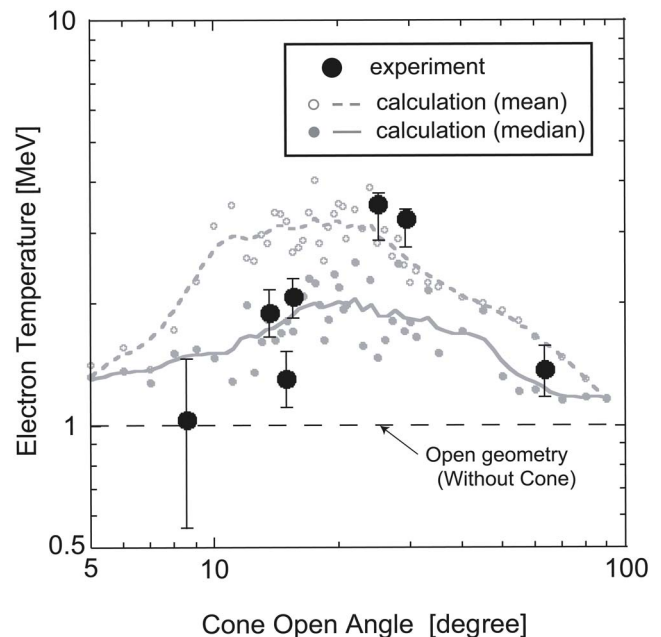 10
experiment
calculation (mean)
calculation (median)
Electron Temperature [MeV]
1
Open geometry
(Without Cone)
0.5
5
10
100
Cone Open Angle [degree]